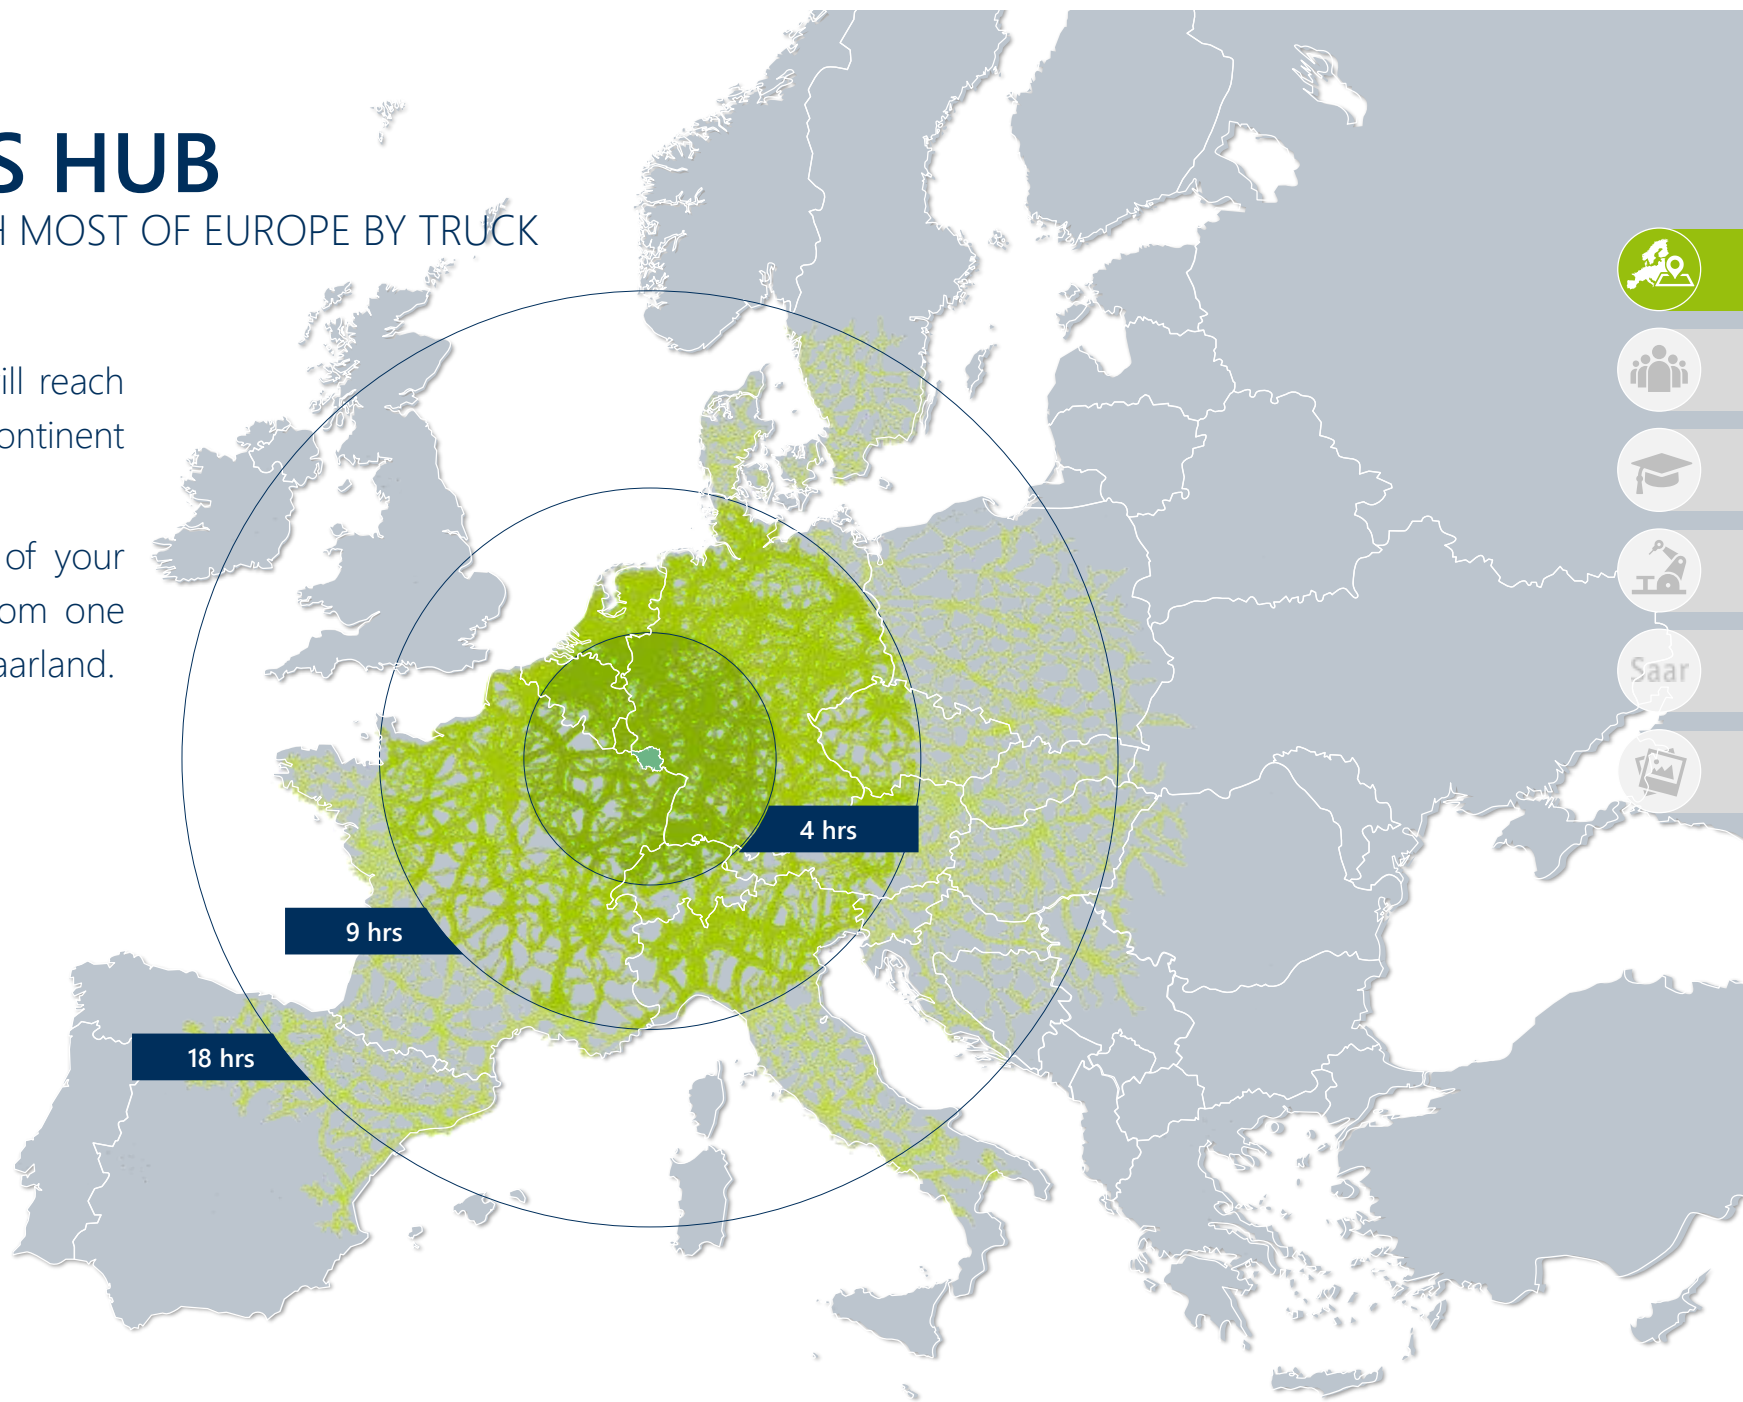 S HUB
H MOST OF EUROPE BY TRUCK
ill reach
ontinent
of your
om one
aarland.
4 hrs
9 hrs
18 hrs
Saar